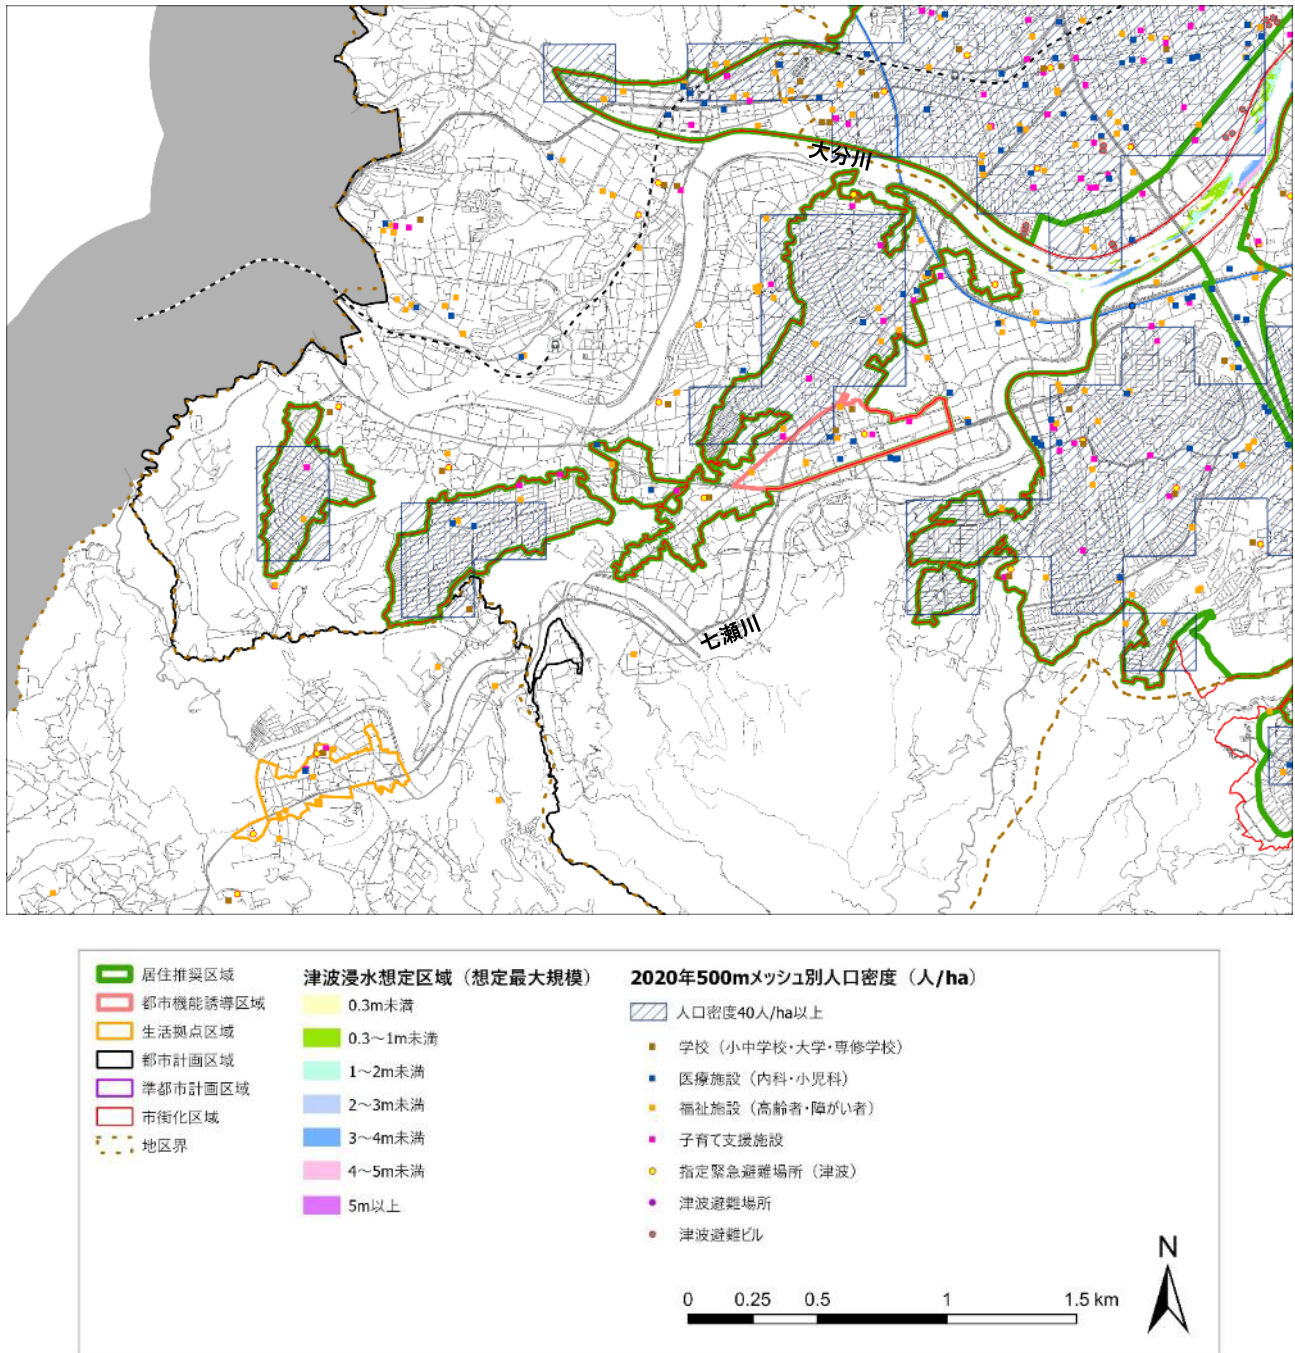 大分川
七瀬川
居住推奨区域
都市機能誘導区域
生活拠点区域
都市計画区域
準都市計画区域
市街化区域
地区界
津波浸水想定区域（想定最大規模）
0.3m未満
0.3～1m未満
1～2m未満
2～3m未満
3～4m未満
4～5m未満
5m以上
2020年500mメッシュ別人口密度（人/ha）
人口密度40人/ha以上
学校（小中学校・大学・専修学校）
医療施設（内科・小児科）
福祉施設（高齢者・障がい者）
子育て支援施設
指定緊急避難場所（津波）
津波避難場所
津波避難ビル
N
0 0.25 0.5 1 1.5 km